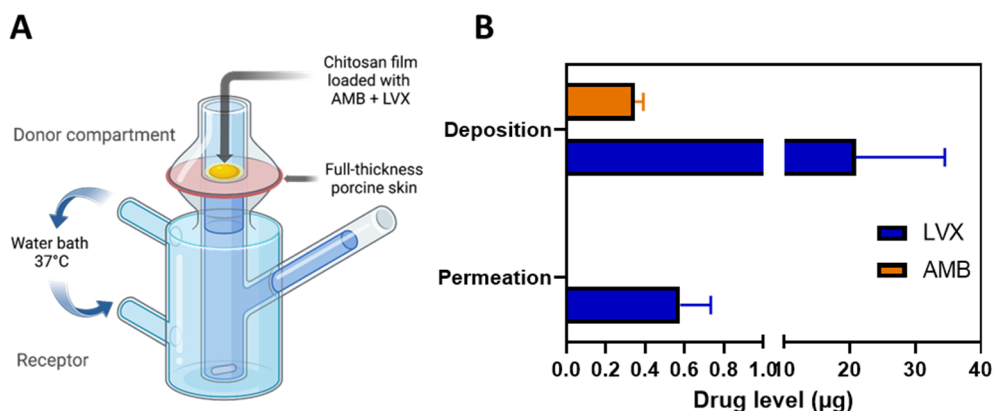 A
Chitosan film
loaded with
AMB + LVX
Donor compartment
Full-thickness
porcine skin
Water bath
37°C
Receptor
B
Deposition
Permeation
LVX
AMB
0.0 0.2 0.4 0.6 0.8 1.0 10 20 30 40
Drug level (µg)